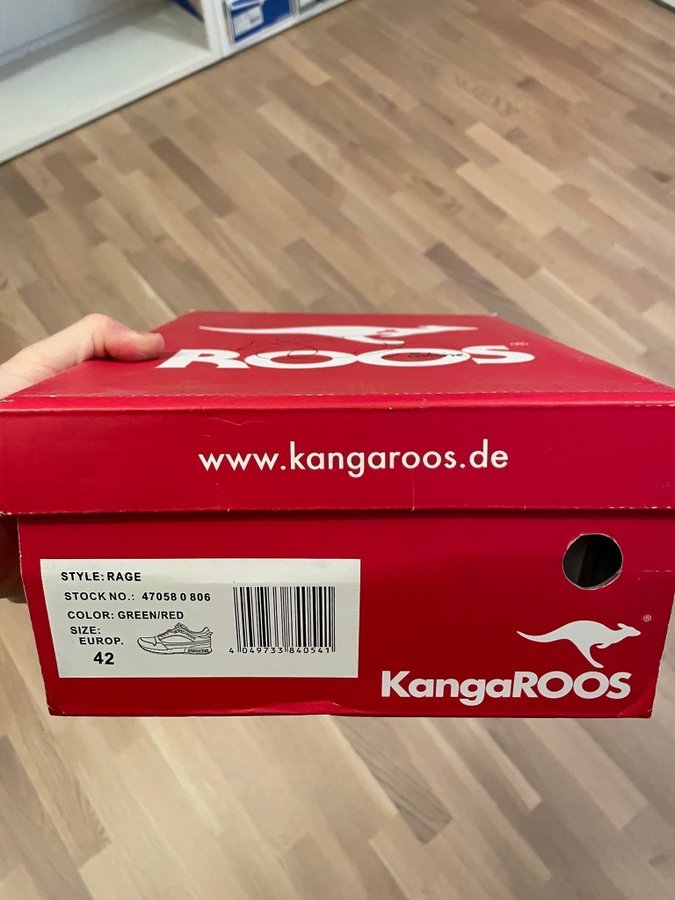 ROOS
www.kangaroos.de
STYLE: RAGE
STOCK NO.: 47058 0 806
COLOR: GREEN/RED
SIZE:
EUROP.
42
4 049733 840541
KangaROOS®